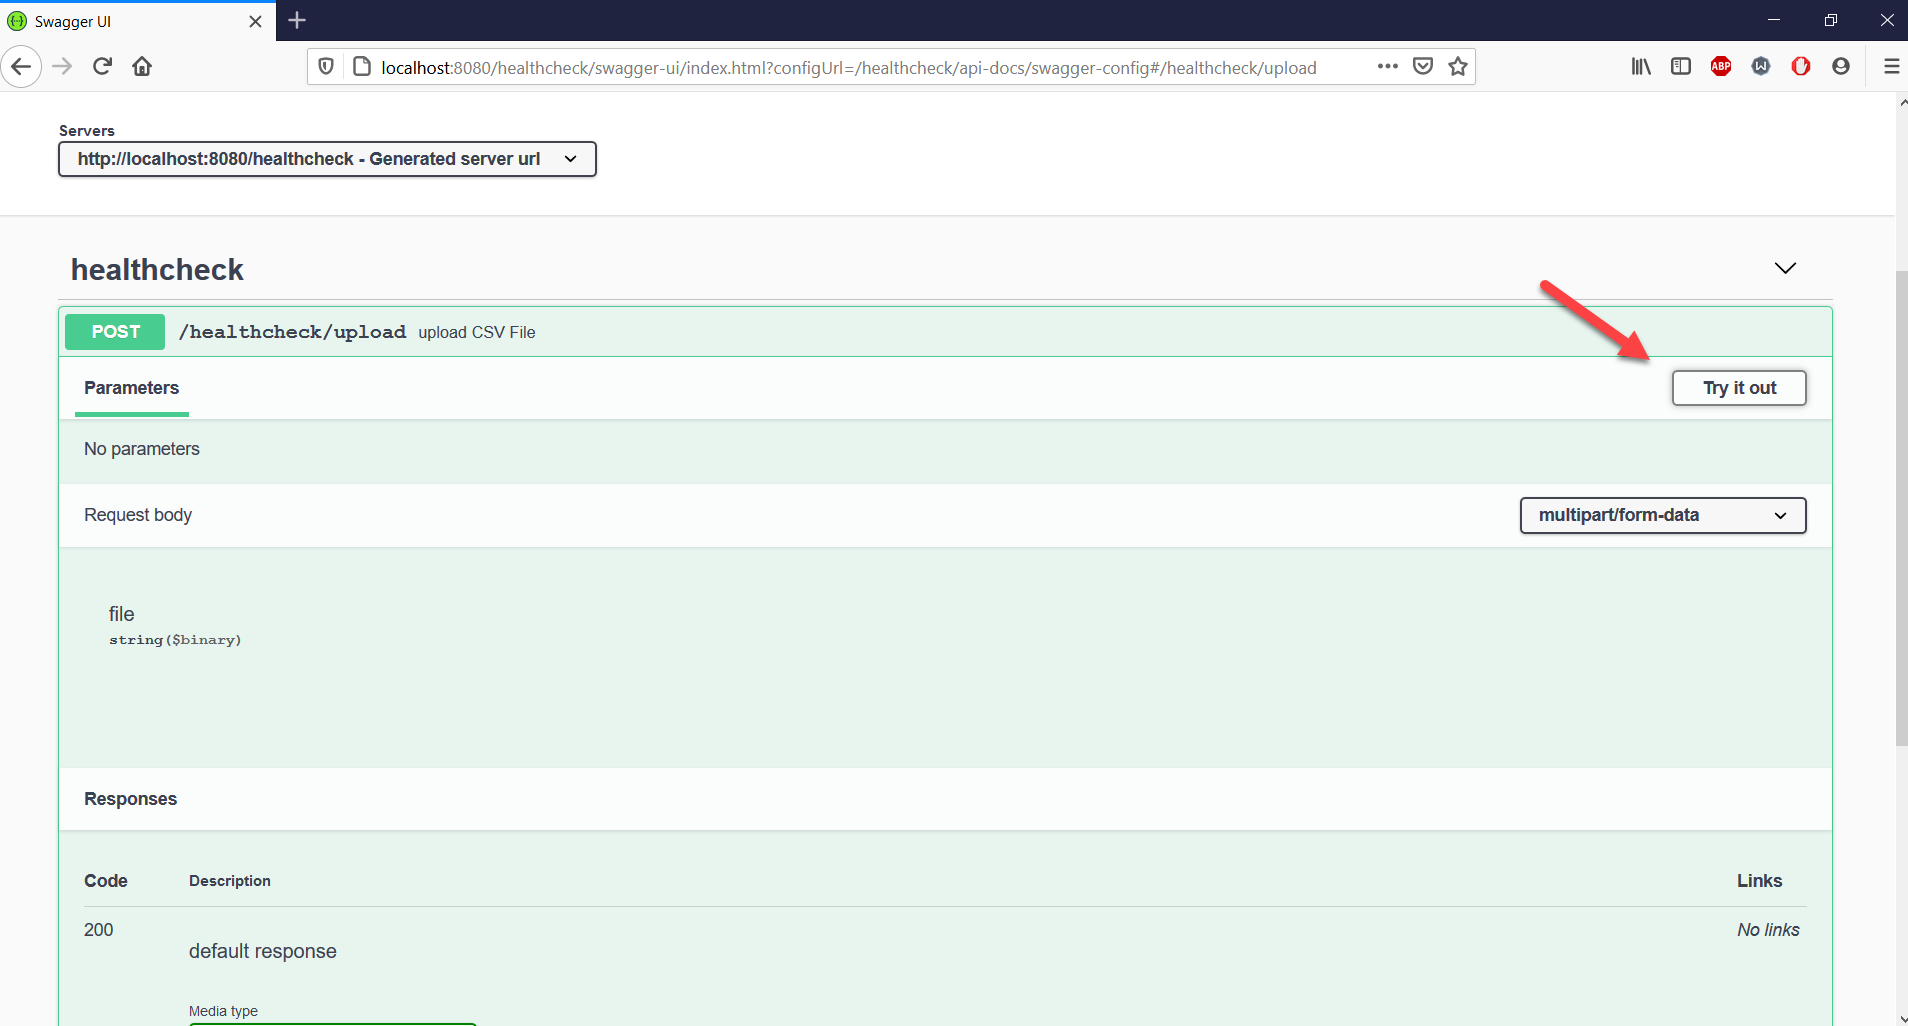 Swagger UI
localhost:8080/healthcheck/swagger-ui/index.html?configUrl=/healthcheck/api-docs/swagger-config#/healthcheck/upload
ABP
W
Servers
http://localhost:8080/healthcheck - Generated server url
healthcheck
POST /healthcheck/upload upload CSV File
Parameters
Try it out
No parameters
Request body
multipart/form-data
file
string($binary)
Responses
Code Description Links
200 No links
default response
Media type